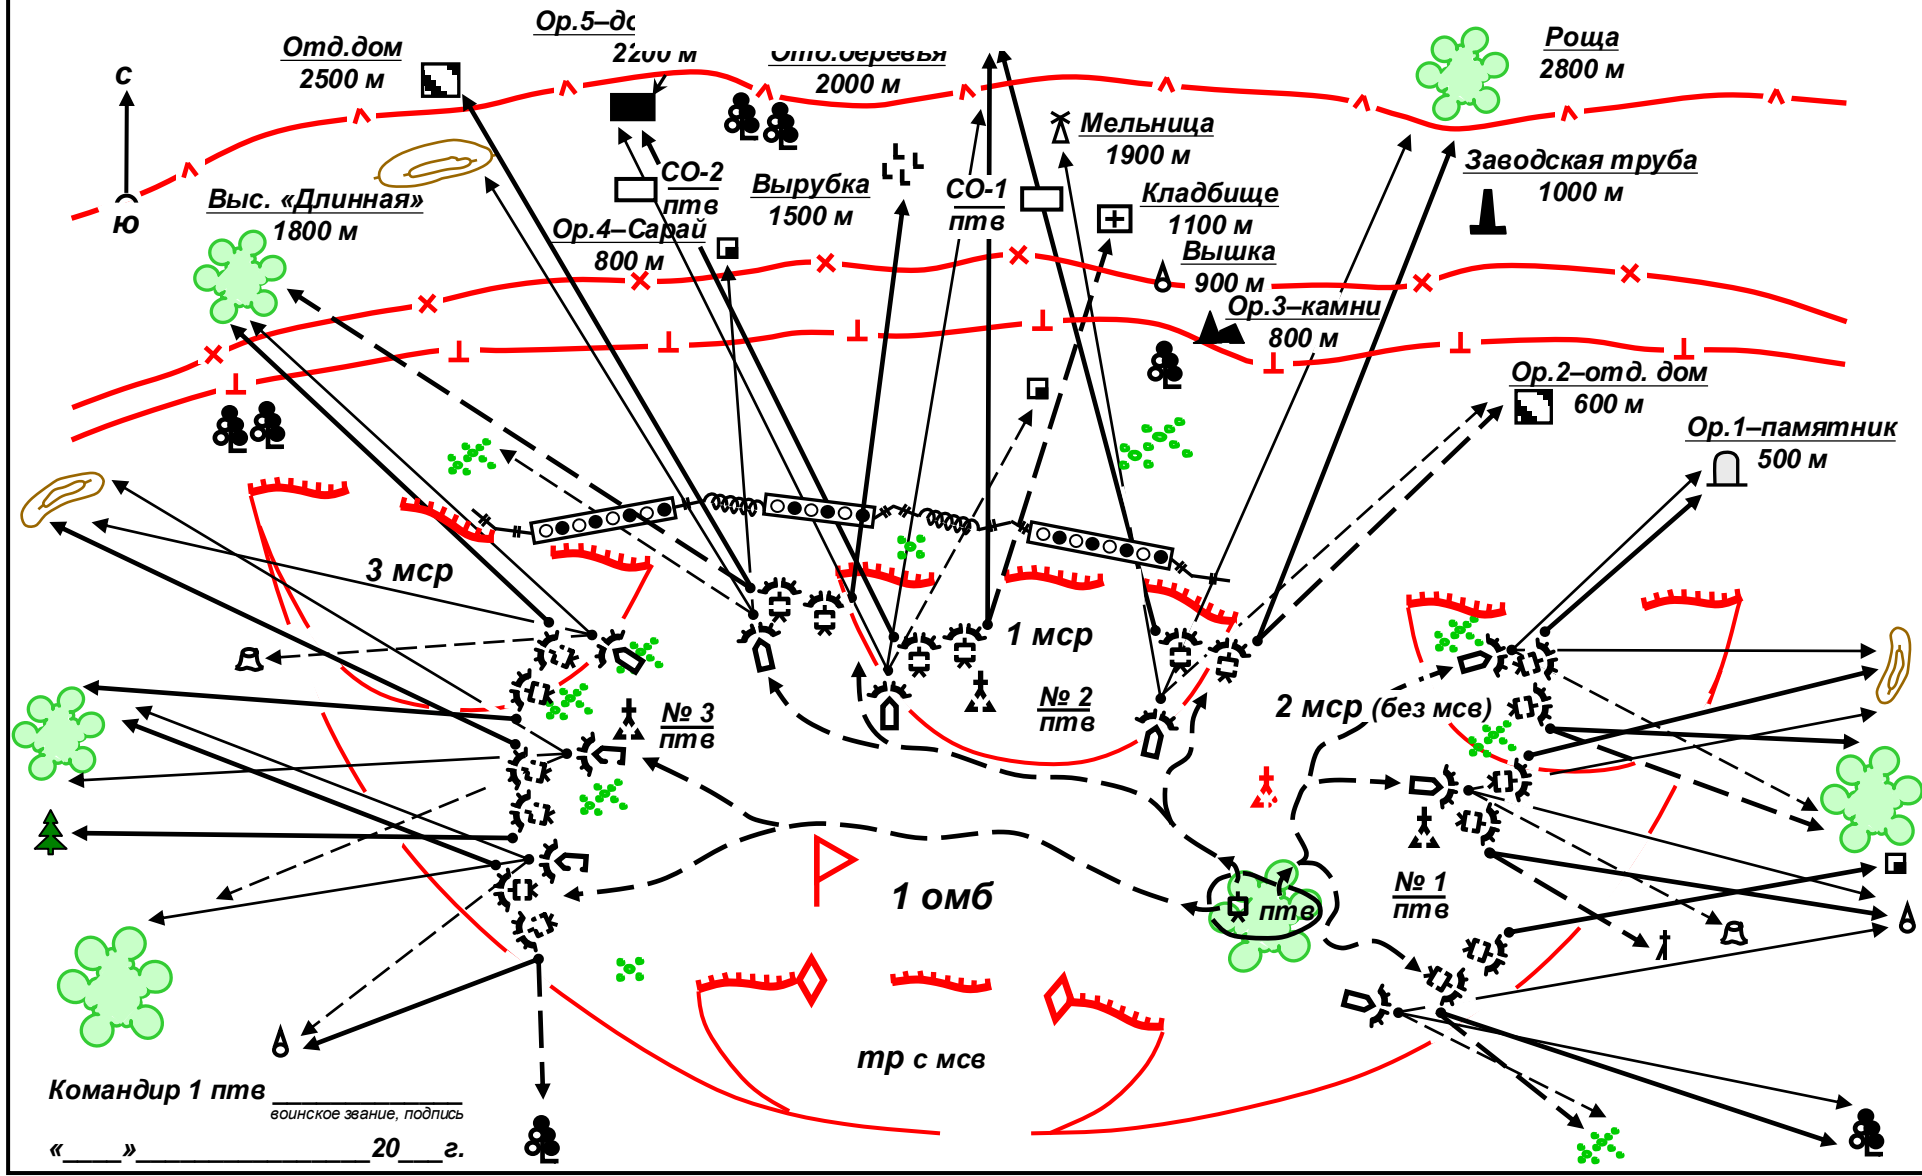 Ор.5–до
2200 м
Отд.дом
2500 м
Отд.деревья
2000 м
Роща
2800 м
С
Ю
Мельница
1900 м
Заводская труба
1000 м
СО-2
птв
Вырубка
1500 м
СО-1
птв
Кладбище
1100 м
Выс. «Длинная»
1800 м
Ор.4–Сарай
800 м
Вышка
900 м
Ор.3–камни
800 м
Ор.2–отд. дом
600 м
Ор.1–памятник
500 м
3 мср
1 мср
2 мср (без мсв)
№ 3
птв
№ 2
птв
№ 1
птв
1 омб
птв
тр с мсв
Командир 1 птв ______________
воинское звание, подпись
«____»________________20___г.